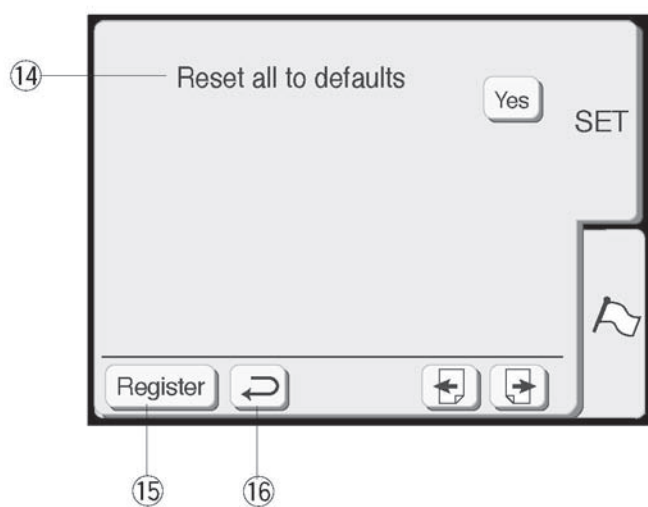 ⑭ Reset all to defaults
Yes
SET
Register
⑮ ⑯